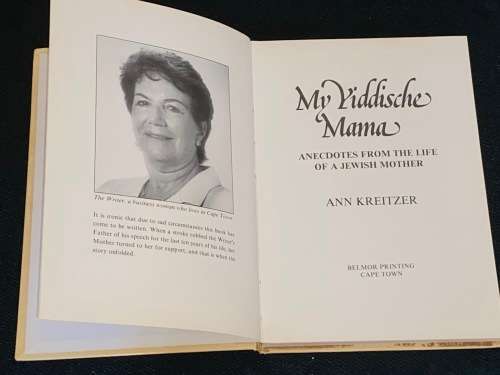 The Writer, a business woman who lives in Cape Town
It is ironic that due to sad circumstances this book has
come to be written. When a stroke robbed the Writer's
Father of his speech for the last ten years of his life, her
Mother turned to her for support, and that is when the
story unfolded.
My Yiddische
Mama
ANECDOTES FROM THE LIFE
OF A JEWISH MOTHER
ANN KREITZER
BELMOR PRINTING
CAPE TOWN